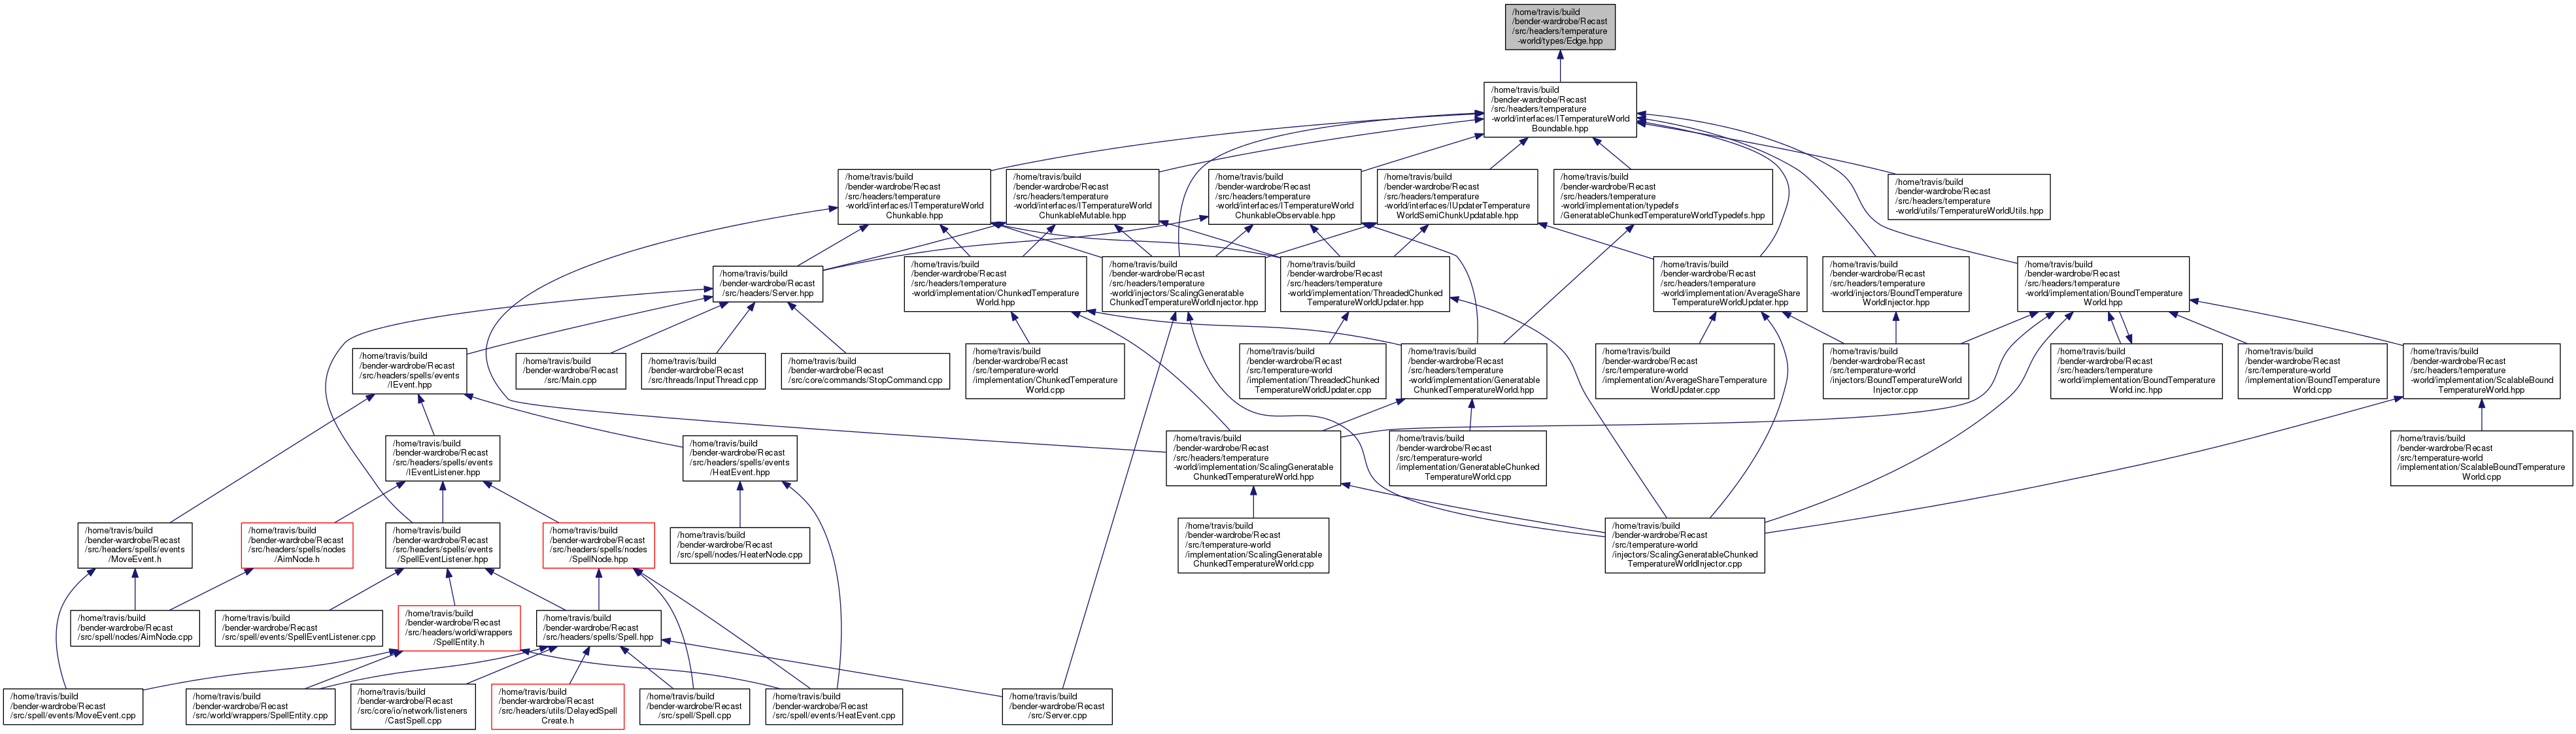 /home/travis/build
/bender-wardrobe/Recast
/src/headers/temperature
-world/types/Edge.hpp
/home/travis/build
/bender-wardrobe/Recast
/src/headers/temperature
-world/interfaces/ITemperatureWorld
Boundable.hpp
/home/travis/build
/bender-wardrobe/Recast
/src/headers/temperature
-world/interfaces/ITemperatureWorld
Chunkable.hpp
/home/travis/build
/bender-wardrobe/Recast
/src/headers/temperature
-world/interfaces/ITemperatureWorld
ChunkableMutable.hpp
/home/travis/build
/bender-wardrobe/Recast
/src/headers/temperature
-world/interfaces/ITemperatureWorld
ChunkableObservable.hpp
/home/travis/build
/bender-wardrobe/Recast
/src/headers/temperature
-world/interfaces/IUpdaterTemperature
WorldSemiChunkUpdatable.hpp
/home/travis/build
/bender-wardrobe/Recast
/src/headers/temperature
-world/implementation/typedefs
/GeneratableChunkedTemperatureWorldTypedefs.hpp
/home/travis/build
/bender-wardrobe/Recast
/src/headers/temperature
-world/utils/TemperatureWorldUtils.hpp
/home/travis/build
/bender-wardrobe/Recast
/src/headers/Server.hpp
/home/travis/build
/bender-wardrobe/Recast
/src/headers/temperature
-world/implementation/ChunkedTemperature
World.hpp
/home/travis/build
/bender-wardrobe/Recast
/src/headers/temperature
-world/injectors/ScalingGeneratable
ChunkedTemperatureWorldInjector.hpp
/home/travis/build
/bender-wardrobe/Recast
/src/headers/temperature
-world/implementation/ThreadedChunked
TemperatureWorldUpdater.hpp
/home/travis/build
/bender-wardrobe/Recast
/src/headers/temperature
-world/implementation/AverageShare
TemperatureWorldUpdater.hpp
/home/travis/build
/bender-wardrobe/Recast
/src/headers/temperature
-world/injectors/BoundTemperature
WorldInjector.hpp
/home/travis/build
/bender-wardrobe/Recast
/src/headers/temperature
-world/implementation/BoundTemperature
World.hpp
/home/travis/build
/bender-wardrobe/Recast
/src/headers/spells/events
/IEvent.hpp
/home/travis/build
/bender-wardrobe/Recast
/src/Main.cpp
/home/travis/build
/bender-wardrobe/Recast
/src/threads/InputThread.cpp
/home/travis/build
/bender-wardrobe/Recast
/src/core/commands/StopCommand.cpp
/home/travis/build
/bender-wardrobe/Recast
/src/temperature-world
/implementation/ChunkedTemperature
World.cpp
/home/travis/build
/bender-wardrobe/Recast
/src/temperature-world
/implementation/ThreadedChunked
TemperatureWorldUpdater.cpp
/home/travis/build
/bender-wardrobe/Recast
/src/headers/temperature
-world/implementation/Generatable
ChunkedTemperatureWorld.hpp
/home/travis/build
/bender-wardrobe/Recast
/src/temperature-world
/implementation/AverageShareTemperature
WorldUpdater.cpp
/home/travis/build
/bender-wardrobe/Recast
/src/temperature-world
/injectors/BoundTemperatureWorld
Injector.cpp
/home/travis/build
/bender-wardrobe/Recast
/src/headers/temperature
-world/implementation/BoundTemperature
World.inc.hpp
/home/travis/build
/bender-wardrobe/Recast
/src/temperature-world
/implementation/BoundTemperature
World.cpp
/home/travis/build
/bender-wardrobe/Recast
/src/headers/temperature
-world/implementation/ScalableBound
TemperatureWorld.hpp
/home/travis/build
/bender-wardrobe/Recast
/src/headers/spells/events
/IEventListener.hpp
/home/travis/build
/bender-wardrobe/Recast
/src/headers/spells/events
/HeatEvent.hpp
/home/travis/build
/bender-wardrobe/Recast
/src/headers/temperature
-world/implementation/ScalingGeneratable
ChunkedTemperatureWorld.hpp
/home/travis/build
/bender-wardrobe/Recast
/src/temperature-world
/implementation/GeneratableChunked
TemperatureWorld.cpp
/home/travis/build
/bender-wardrobe/Recast
/src/temperature-world
/implementation/ScalableBoundTemperature
World.cpp
/home/travis/build
/bender-wardrobe/Recast
/src/headers/spells/events
/MoveEvent.h
/home/travis/build
/bender-wardrobe/Recast
/src/headers/spells/nodes
/AimNode.h
/home/travis/build
/bender-wardrobe/Recast
/src/headers/spells/events
/SpellEventListener.hpp
/home/travis/build
/bender-wardrobe/Recast
/src/headers/spells/nodes
/SpellNode.hpp
/home/travis/build
/bender-wardrobe/Recast
/src/spell/nodes/HeaterNode.cpp
/home/travis/build
/bender-wardrobe/Recast
/src/temperature-world
/implementation/ScalingGeneratable
ChunkedTemperatureWorld.cpp
/home/travis/build
/bender-wardrobe/Recast
/src/temperature-world
/injectors/ScalingGeneratableChunked
TemperatureWorldInjector.cpp
/home/travis/build
/bender-wardrobe/Recast
/src/spell/nodes/AimNode.cpp
/home/travis/build
/bender-wardrobe/Recast
/src/spell/events/SpellEventListener.cpp
/home/travis/build
/bender-wardrobe/Recast
/src/headers/world/wrappers
/SpellEntity.h
/home/travis/build
/bender-wardrobe/Recast
/src/headers/spells/Spell.hpp
/home/travis/build
/bender-wardrobe/Recast
/src/spell/events/MoveEvent.cpp
/home/travis/build
/bender-wardrobe/Recast
/src/world/wrappers/SpellEntity.cpp
/home/travis/build
/bender-wardrobe/Recast
/src/core/io/network/listeners
/CastSpell.cpp
/home/travis/build
/bender-wardrobe/Recast
/src/headers/utils/DelayedSpell
Create.h
/home/travis/build
/bender-wardrobe/Recast
/src/spell/Spell.cpp
/home/travis/build
/bender-wardrobe/Recast
/src/spell/events/HeatEvent.cpp
/home/travis/build
/bender-wardrobe/Recast
/src/Server.cpp